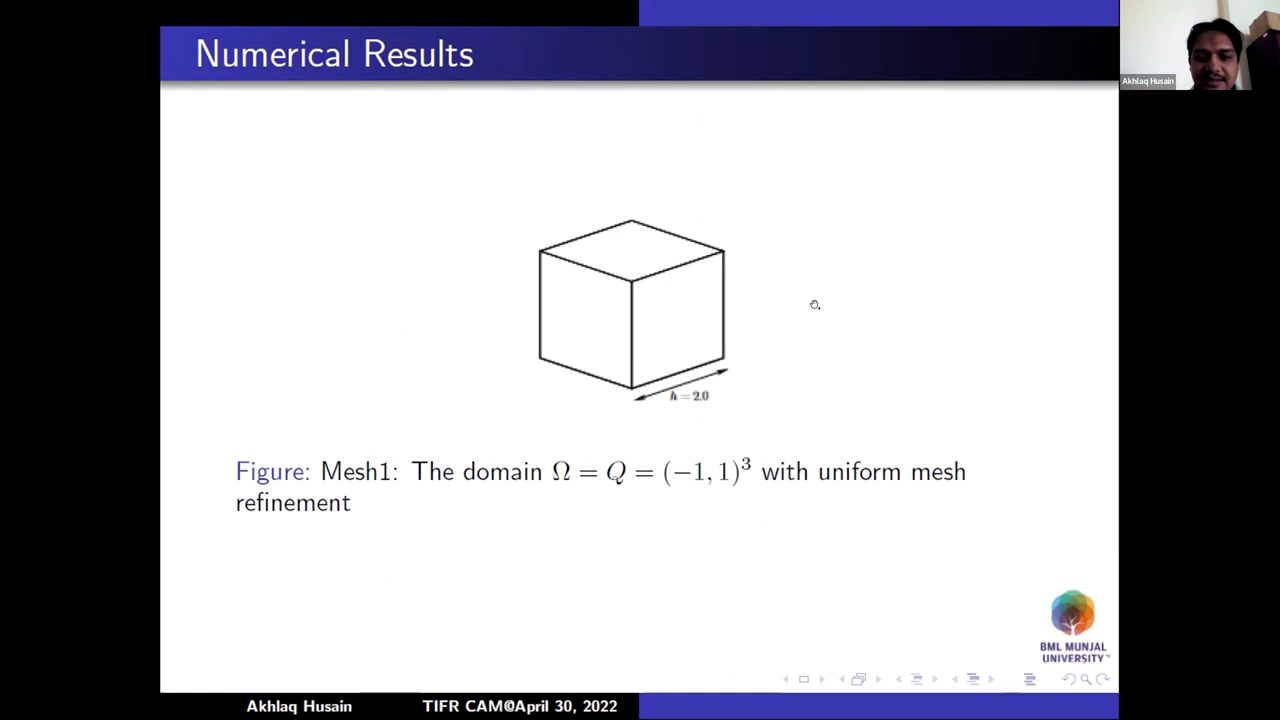 Numerical Results
Akhlaq Husain
h = 2.0
Figure: Mesh1: The domain Ω = Q = (−1, 1)³ with uniform mesh
refinement
BML MUNJAL
UNIVERSITY™
Akhlaq Husain TIFR CAM@April 30, 2022